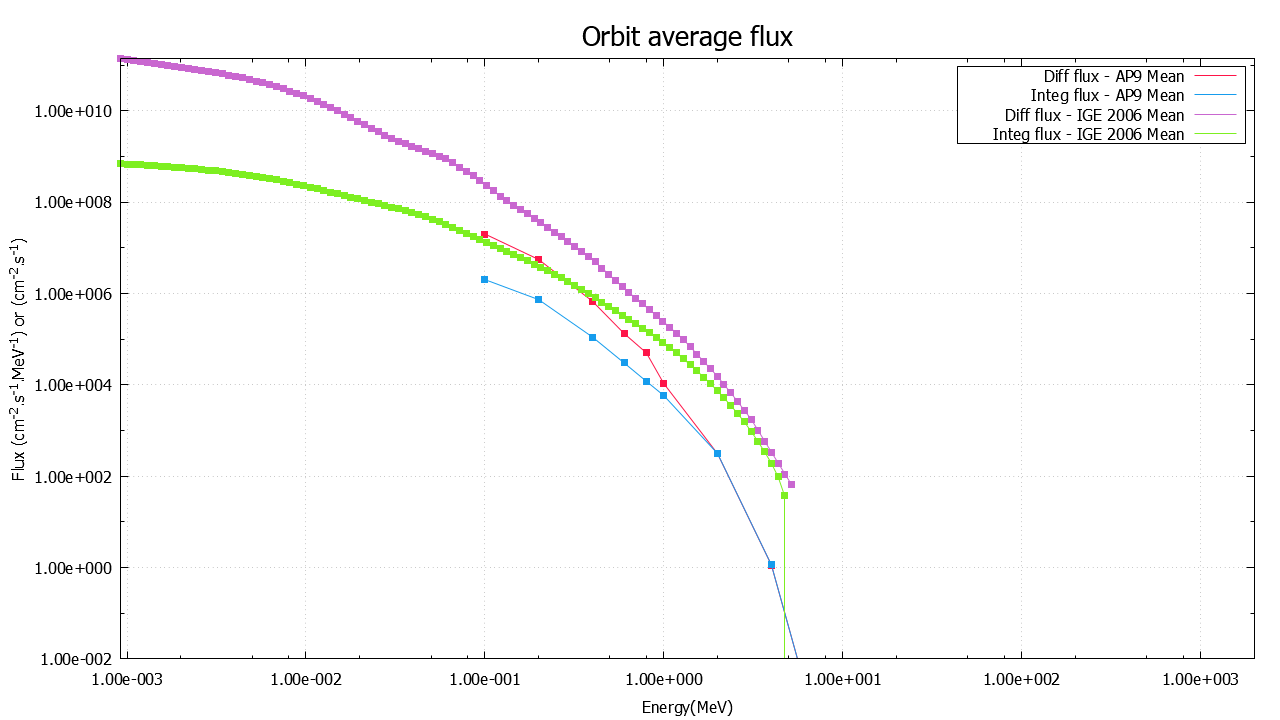 Orbit average flux
Diff flux - AP9 Mean
Integ flux - AP9 Mean
Diff flux - IGE 2006 Mean
Integ flux - IGE 2006 Mean
Flux (cm⁻².s⁻¹.MeV⁻¹) or (cm⁻².s⁻¹)
1.00e+010
1.00e+008
1.00e+006
1.00e+004
1.00e+002
1.00e+000
1.00e-002
1.00e-003 1.00e-002 1.00e-001 1.00e+000 1.00e+001 1.00e+002 1.00e+003
Energy(MeV)